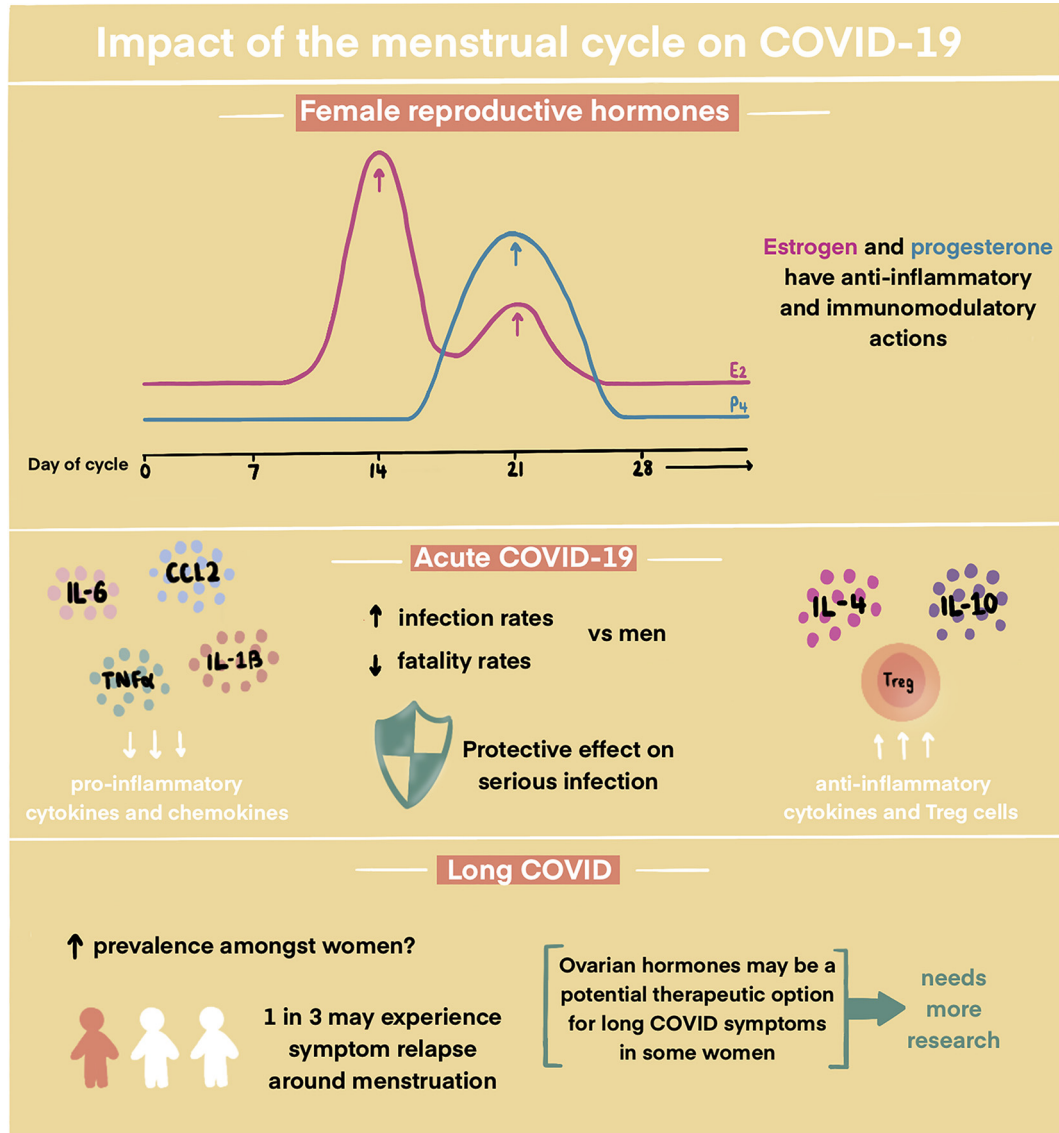 Impact of the menstrual cycle on COVID-19
Female reproductive hormones
Estrogen and progesterone
have anti-inflammatory
and immunomodulatory
actions
E2
P4
Day of cycle 0 7 14 21 28
Acute COVID-19
IL-6
CCL2
TNFα
IL-1β
pro-inflammatory
cytokines and chemokines
↑ infection rates
↓ fatality rates
vs men
Protective effect on
serious infection
IL-4
IL-10
Treg
anti-inflammatory
cytokines and Treg cells
Long COVID
↑ prevalence amongst women?
1 in 3 may experience
symptom relapse
around menstruation
Ovarian hormones may be a
potential therapeutic option
for long COVID symptoms
in some women
needs
more
research